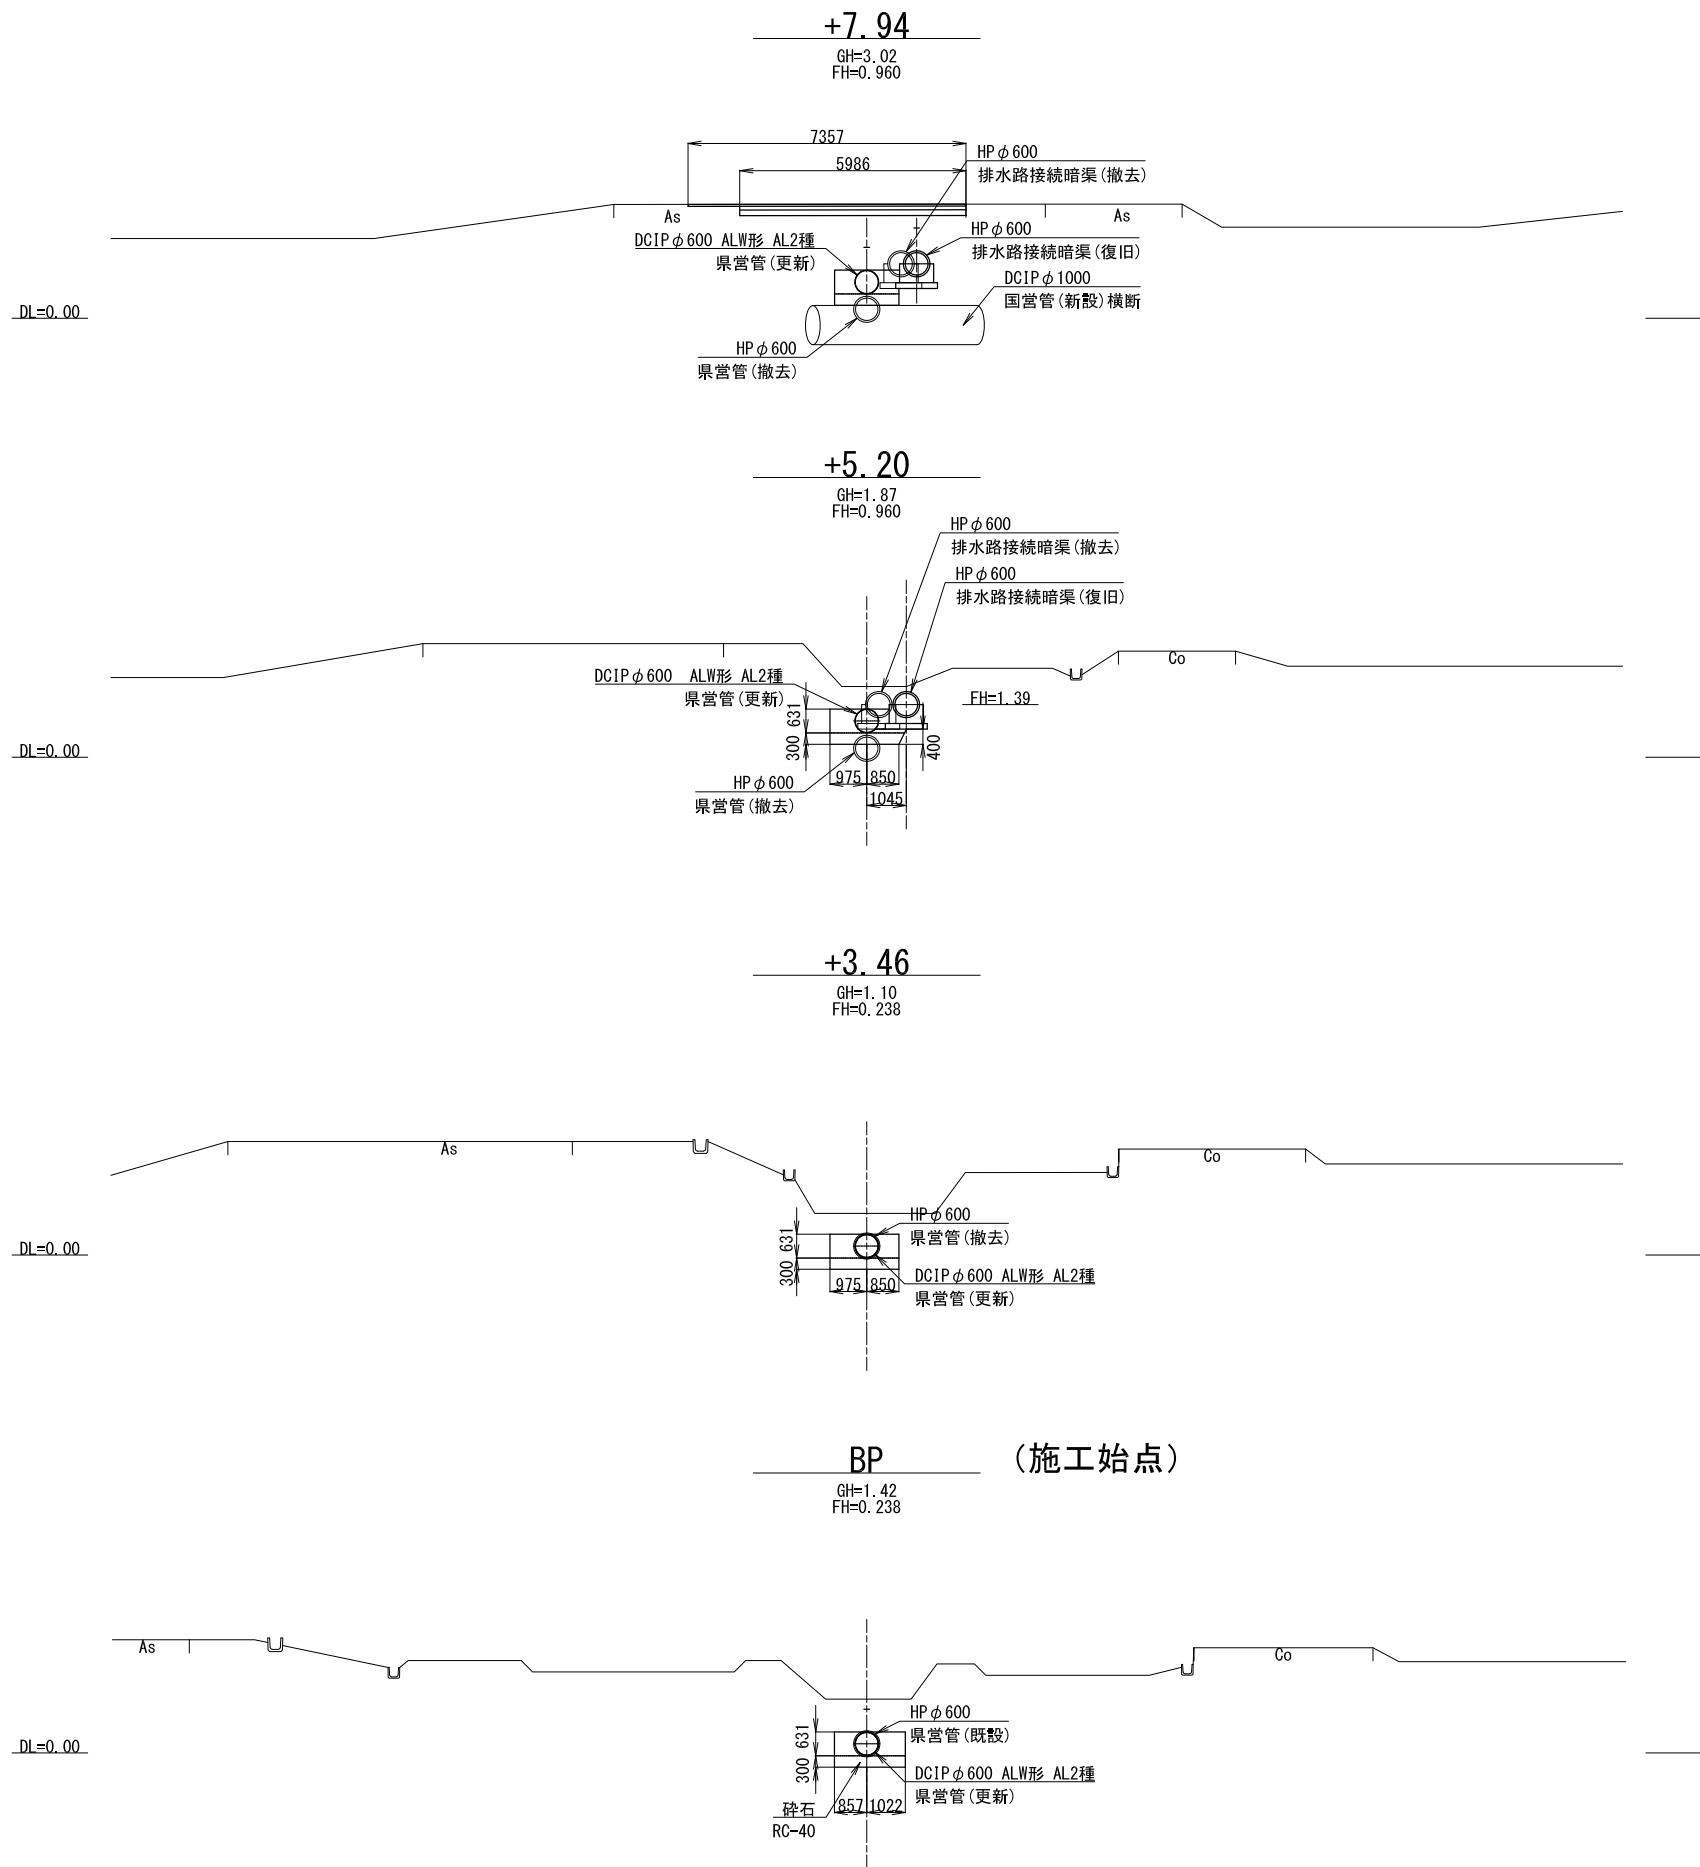 +7.94
GH=3.02
FH=0.960
7357
5986
HPφ600
排水路接続暗渠(撤去)
As
As
DCIPφ600 ALW形 AL2種
県営管(更新)
HPφ600
排水路接続暗渠(復旧)
DCIPφ1000
国営管(新設)横断
DL=0.00
HPφ600
県営管(撤去)
+5.20
GH=1.87
FH=0.960
HPφ600
排水路接続暗渠(撤去)
HPφ600
排水路接続暗渠(復旧)
Co
DCIPφ600 ALW形 AL2種
県営管(更新)
FH=1.39
631
300
400
DL=0.00
975
850
1045
HPφ600
県営管(撤去)
+3.46
GH=1.10
FH=0.238
As
Co
HPφ600
県営管(撤去)
631
300
DL=0.00
DCIPφ600 ALW形 AL2種
県営管(更新)
975
850
BP
(施工始点)
GH=1.42
FH=0.238
As
Co
HPφ600
県営管(既設)
631
300
DL=0.00
DCIPφ600 ALW形 AL2種
県営管(更新)
857
1022
砕石
RC-40